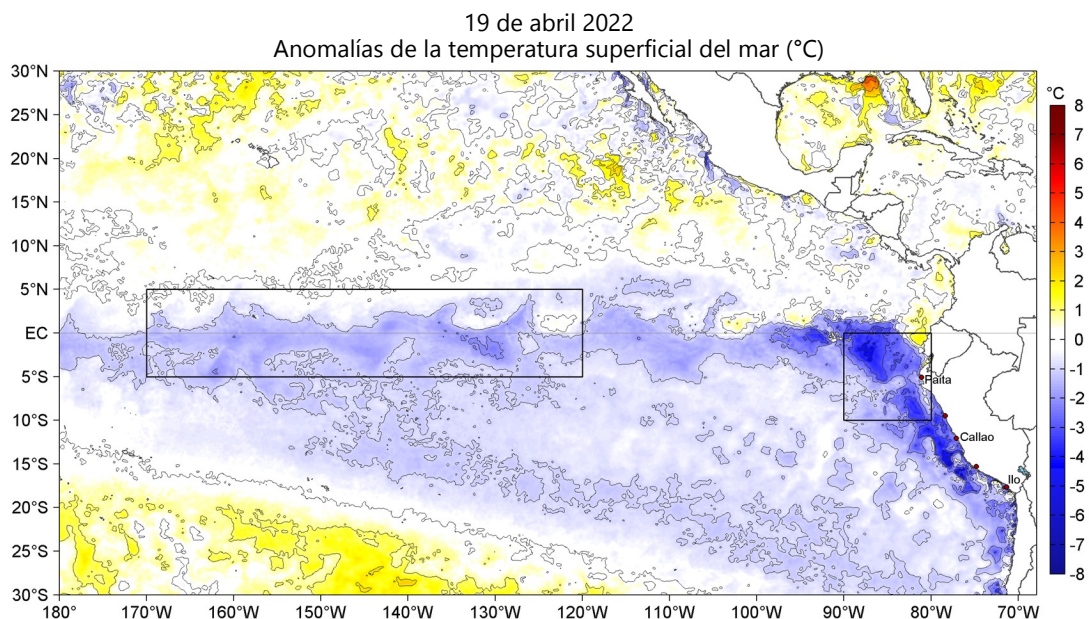 19 de abril 2022
Anomalías de la temperatura superficial del mar (°C)
30°N
25°N
20°N
15°N
10°N
5°N
EC
5°S
10°S
15°S
20°S
25°S
30°S
180°W
170°W
160°W
150°W
140°W
130°W
120°W
110°W
100°W
90°W
80°W
70°W
Paita
Callao
Ilo
°C
8
7
6
5
4
3
2
1
0
-1
-2
-3
-4
-5
-6
-7
-8